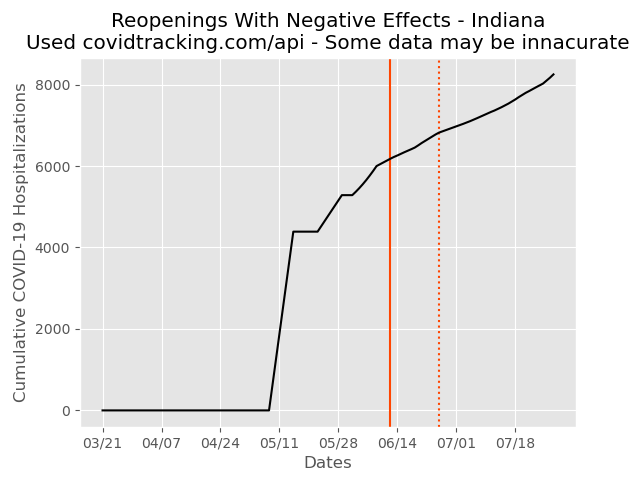 Reopenings With Negative Effects - Indiana
Used covidtracking.com/api - Some data may be innacurate
Cumulative COVID-19 Hospitalizations
8000
6000
4000
2000
0
03/21 04/07 04/24 05/11 05/28 06/14 07/01 07/18
Dates